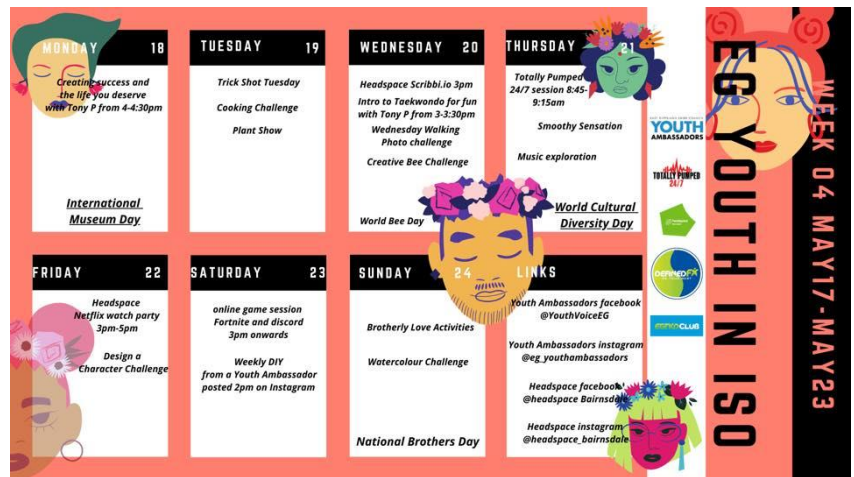 MONDAY 18
Creating success and
the life you deserve
with Tony P from 4-4:30pm
International
Museum Day
TUESDAY 19
Trick Shot Tuesday
Cooking Challenge
Plant Show
WEDNESDAY 20
Headspace Scribbi.io 3pm
Intro to Taekwondo for fun
with Tony P from 3-3:30pm
Wednesday Walking
Photo challenge
Creative Bee Challenge
World Bee Day
THURSDAY 21
Totally Pumped
24/7 session 8:45-
9:15am
Smoothy Sensation
Music exploration
World Cultural
Diversity Day
FRIDAY 22
Headspace
Netflix watch party
3pm-5pm
Design a
Character Challenge
SATURDAY 23
online game session
Fortnite and discord
3pm onwards
Weekly DIY
from a Youth Ambassador
posted 2pm on Instagram
SUNDAY 24
Brotherly Love Activities
Watercolour Challenge
National Brothers Day
LINKS
Youth Ambassadors facebook
@YouthVoiceEG
Youth Ambassadors instagram
@eg_youthambassadors
Headspace facebook
@headspace Bairnsdale
Headspace instagram
@headspace_bairnsdale
YOUTH
AMBASSADORS
TOTALLY PUMPED
24/7
DEFINEDFX
CLUB
EG YOUTH IN ISO
WEEK 04 MAY17-MAY23